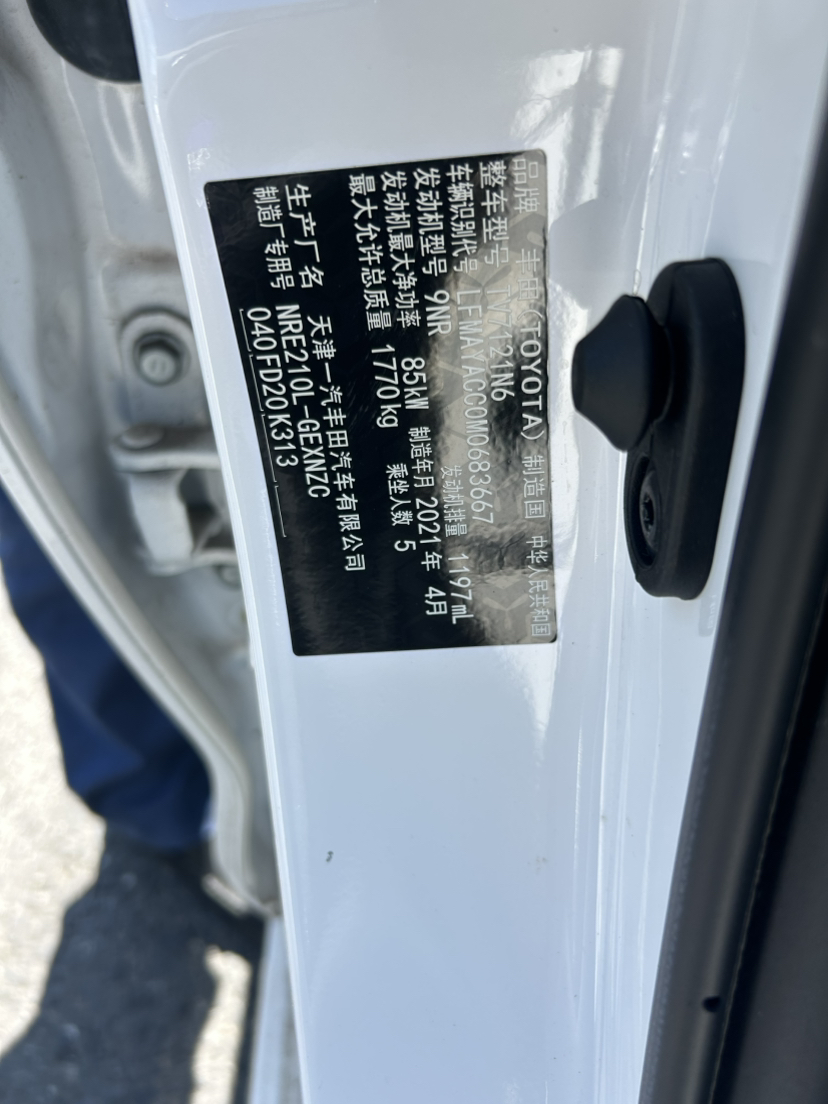 品牌 丰田(TOYOTA) 制造国 中华人民共和国
整车型号 TV7121N6
车辆识别代号 LFMAYACC0M0683667
发动机型号 9NR 发动机排量 1197mL
发动机最大净功率 85kW 制造年月 2021年 4月
最大允许总质量 1770kg 乘坐人数 5
生产厂名 天津一汽丰田汽车有限公司
制造厂专用号 NRE210L-GEXNZC
040FD20K313